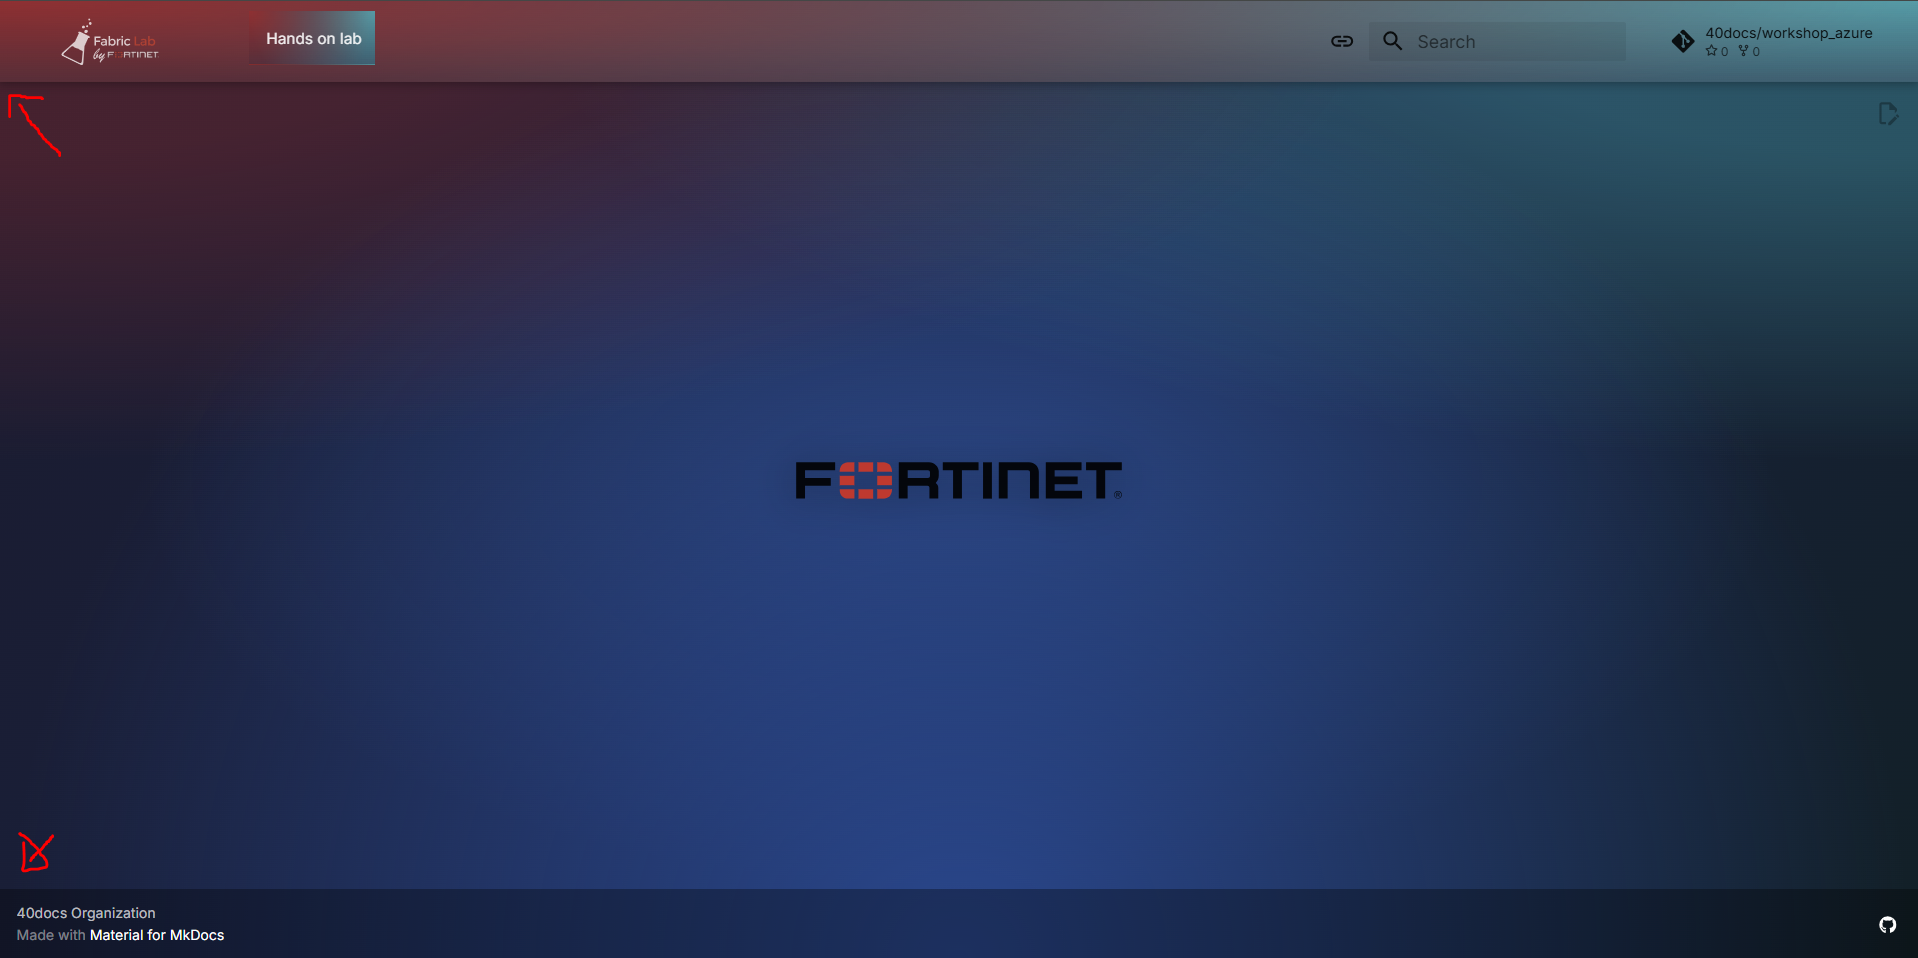 Fabric Lab
by FORTINET
Hands on lab
Search
40docs/workshop_azure
0 0
FORTINET®
40docs Organization
Made with Material for MkDocs